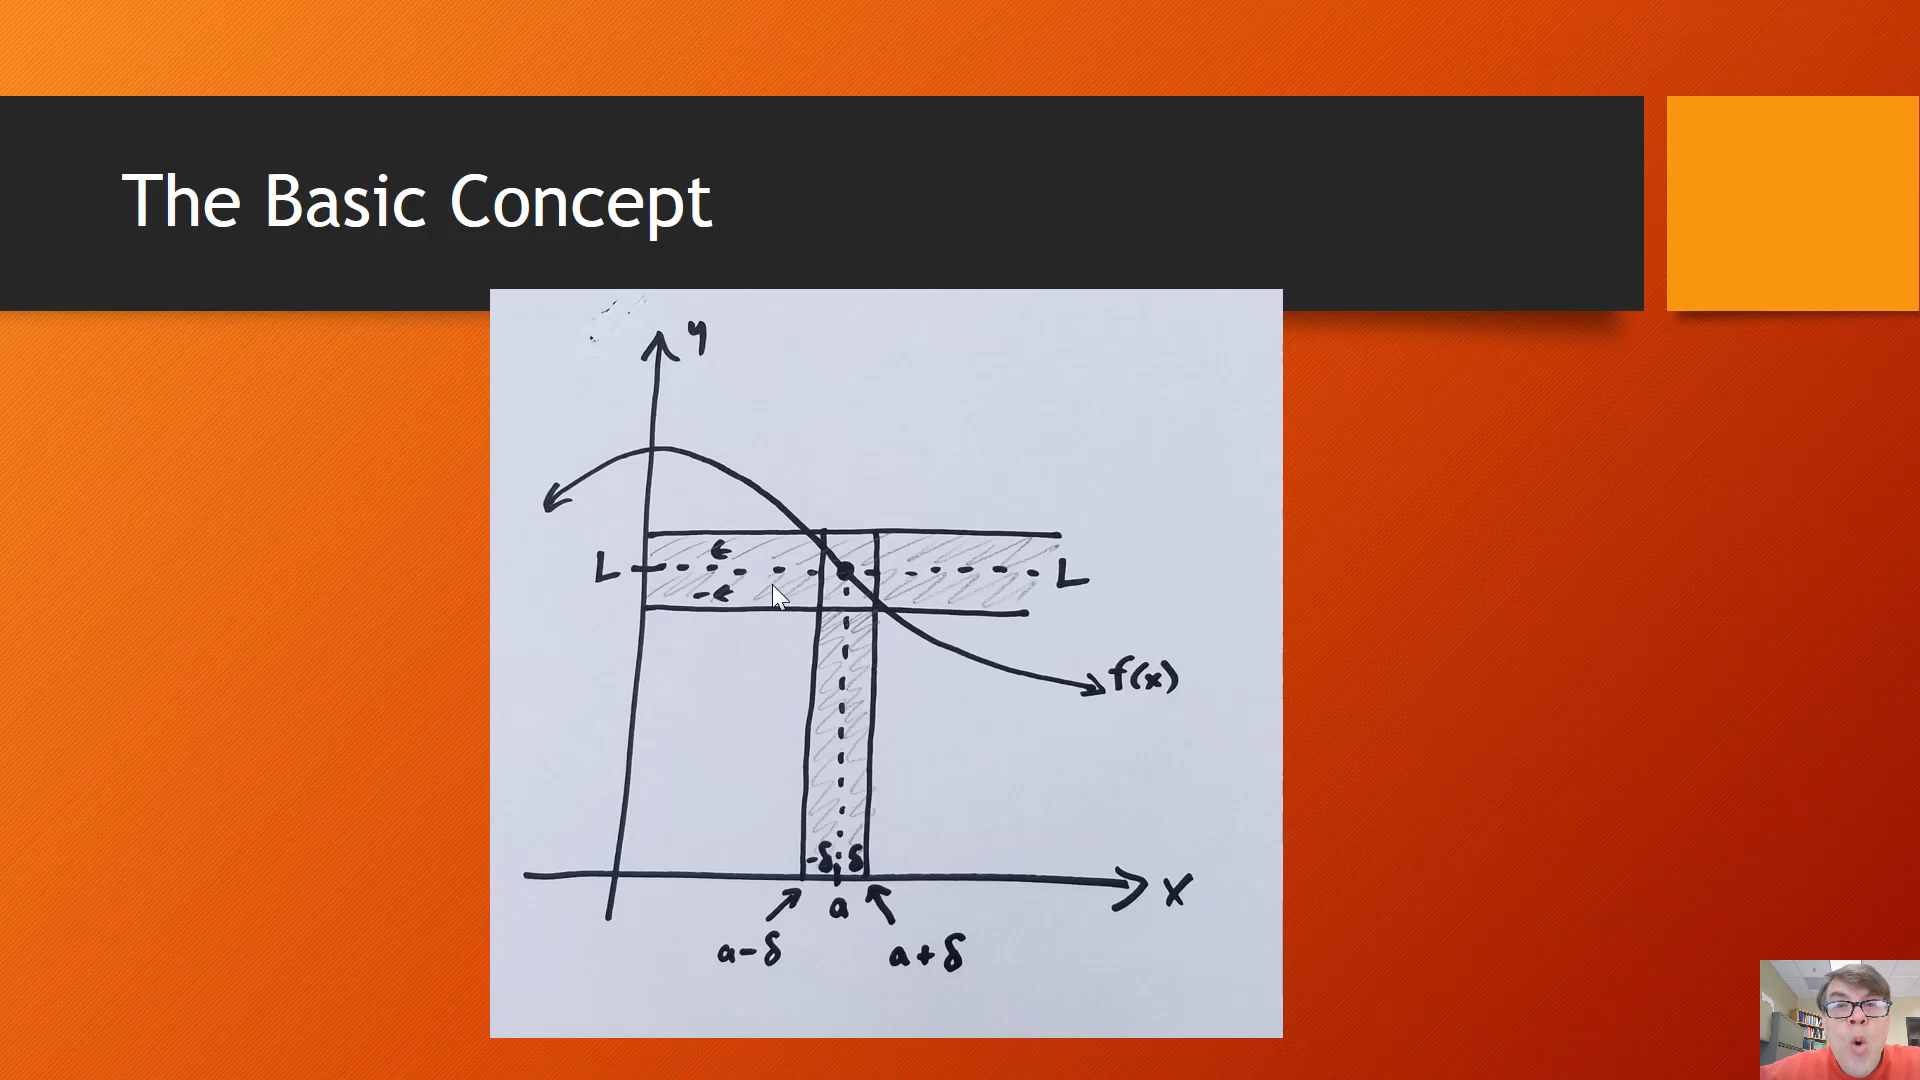 The Basic Concept
y
ϵ
L
L
-ϵ
f(x)
-δ δ
x
a
a-δ
a+δ